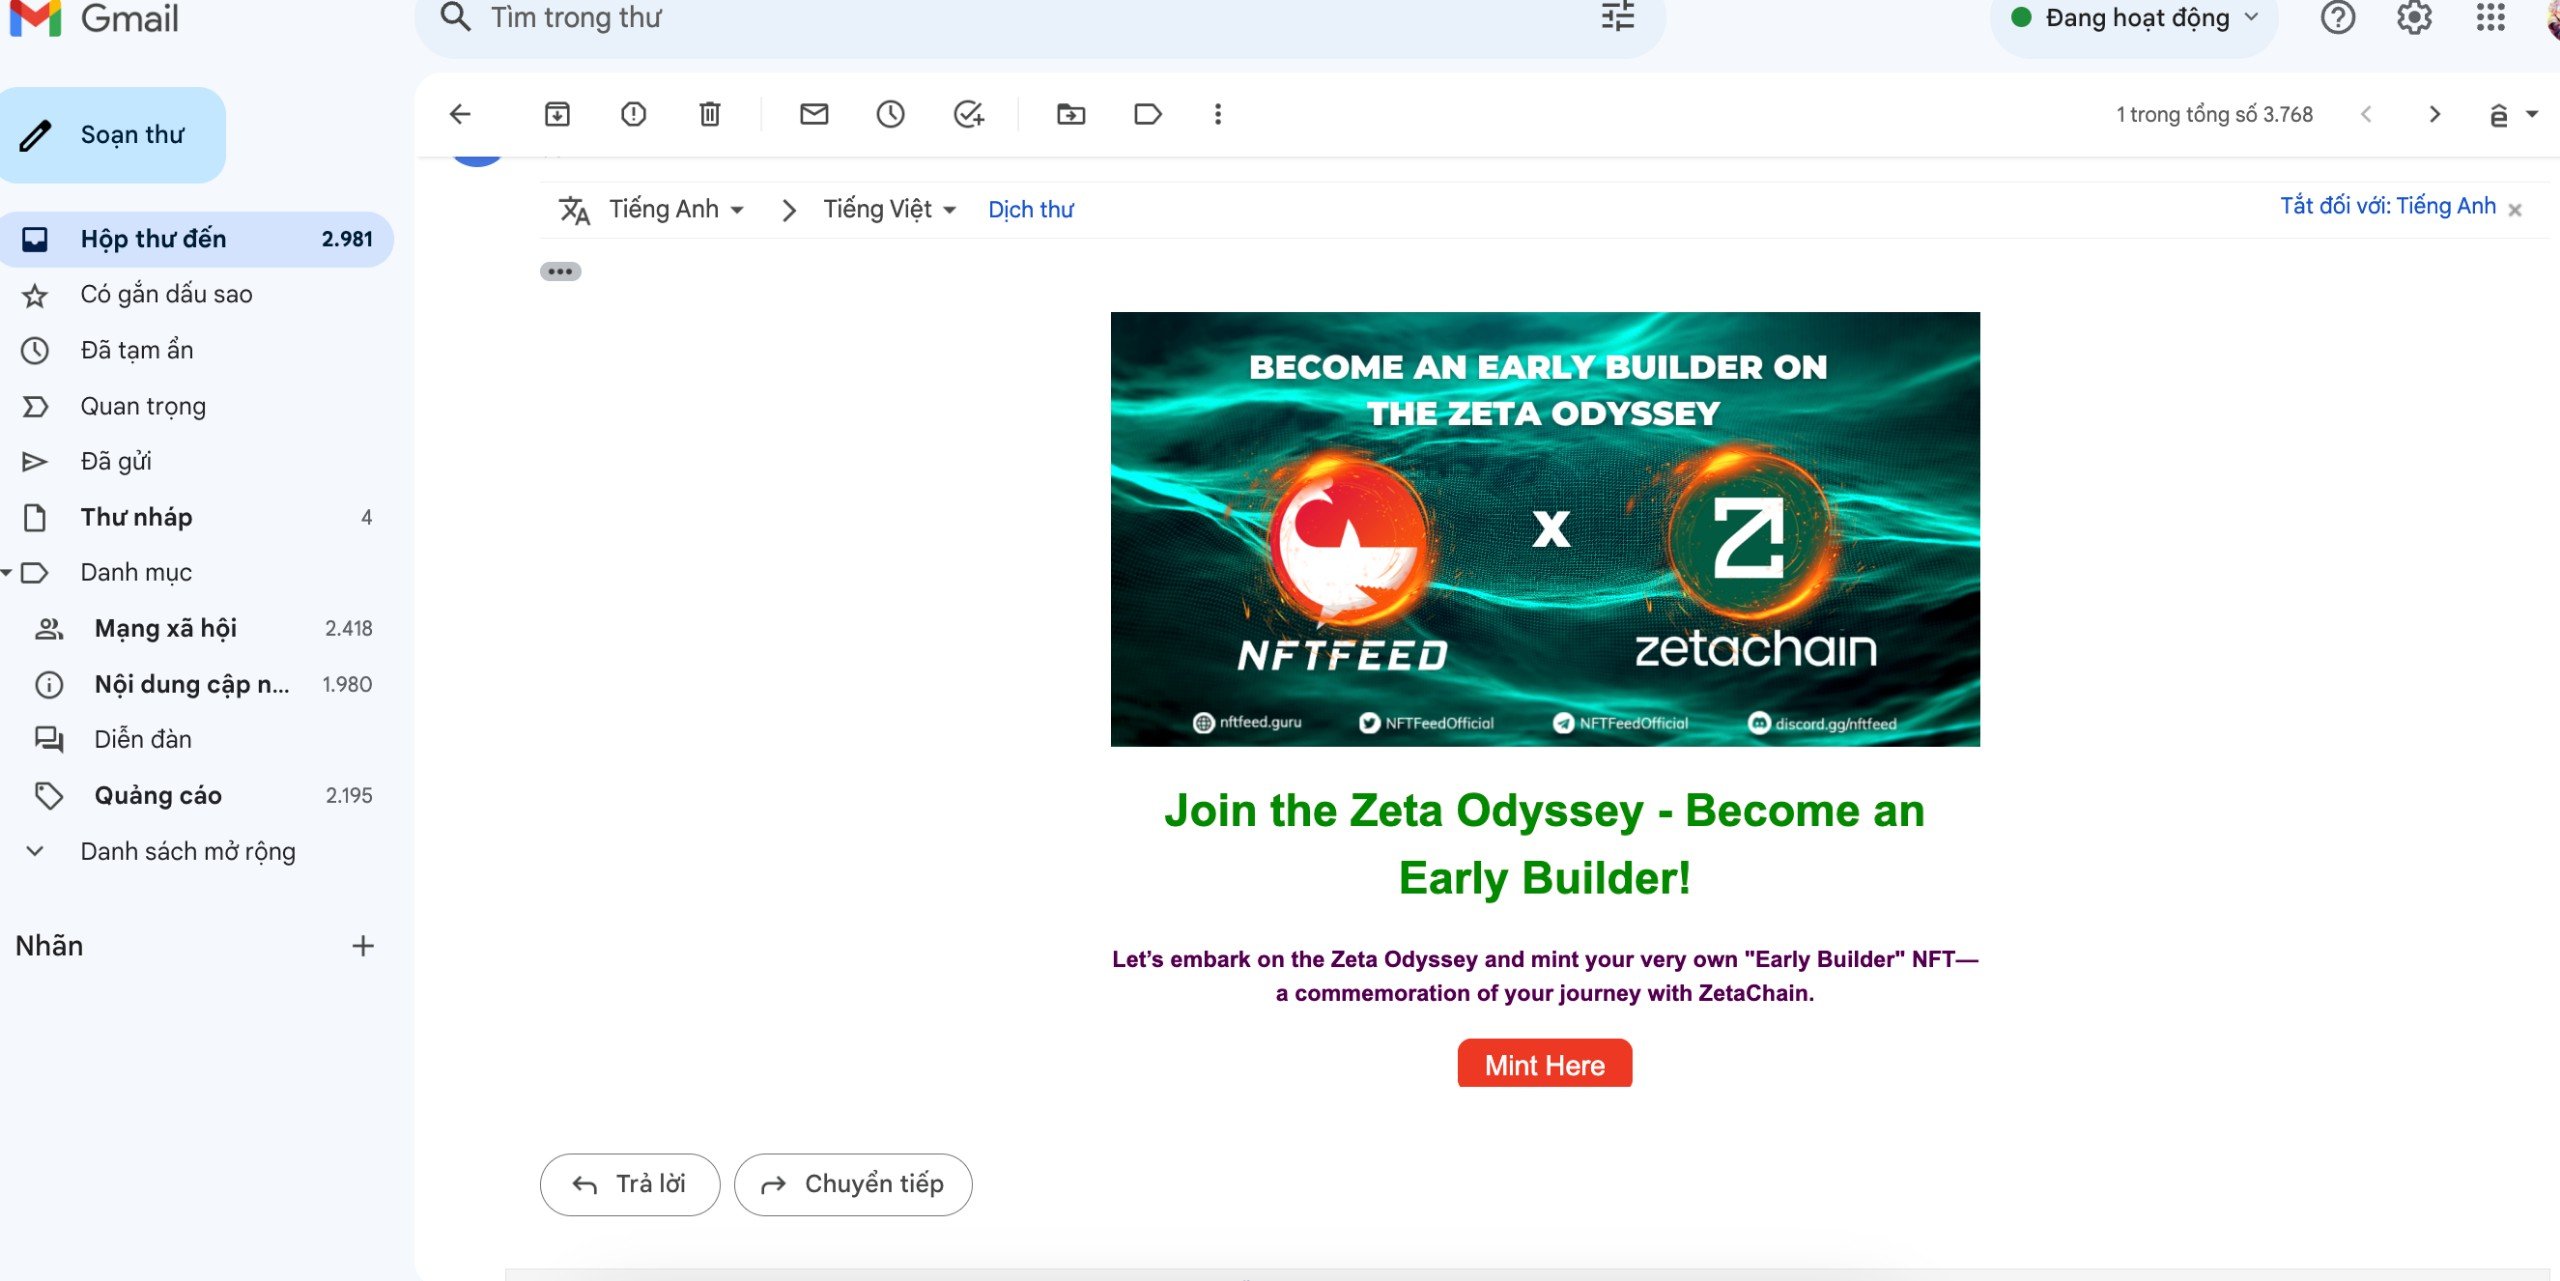 Gmail
Tìm trong thư
Đang hoạt động
Soạn thư
1 trong tổng số 3.768
Tiếng Anh
Tiếng Việt
Dịch thư
Tắt đối với: Tiếng Anh
Hộp thư đến 2.981
Có gắn dấu sao
Đã tạm ẩn
Quan trọng
Đã gửi
Thư nháp 4
Danh mục
Mạng xã hội 2.418
Nội dung cập n... 1.980
Diễn đàn
Quảng cáo 2.195
Danh sách mở rộng
Nhãn
BECOME AN EARLY BUILDER ON
THE ZETA ODYSSEY
X
NFTFEED
zetachain
nftfeed.guru NFTFeedOfficial NFTFeedOfficial discord.gg/nftfeed
Join the Zeta Odyssey - Become an
Early Builder!
Let’s embark on the Zeta Odyssey and mint your very own "Early Builder" NFT—
a commemoration of your journey with ZetaChain.
Mint Here
Trả lời
Chuyển tiếp